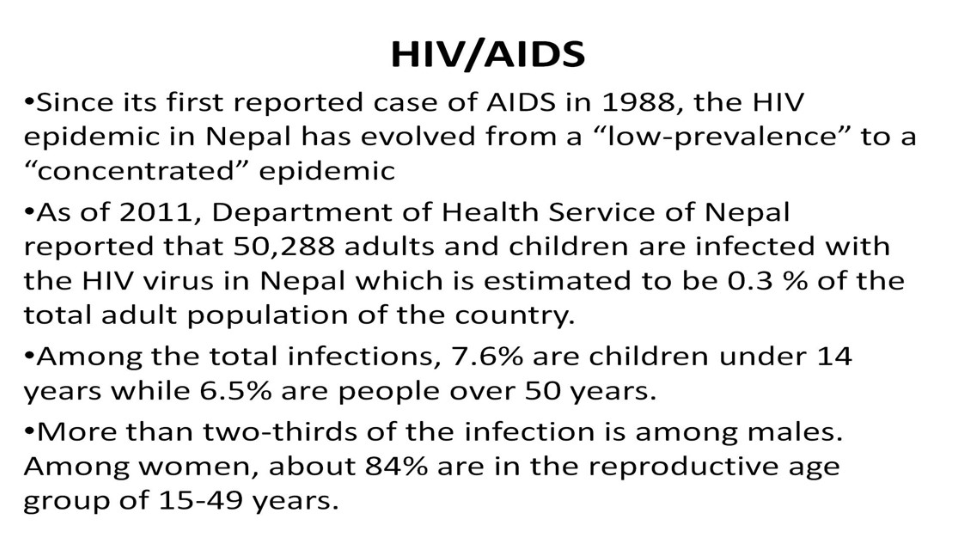 HIV/AIDS
•Since its first reported case of AIDS in 1988, the HIV
epidemic in Nepal has evolved from a “low-prevalence” to a
“concentrated” epidemic
•As of 2011, Department of Health Service of Nepal
reported that 50,288 adults and children are infected with
the HIV virus in Nepal which is estimated to be 0.3 % of the
total adult population of the country.
•Among the total infections, 7.6% are children under 14
years while 6.5% are people over 50 years.
•More than two-thirds of the infection is among males.
Among women, about 84% are in the reproductive age
group of 15-49 years.